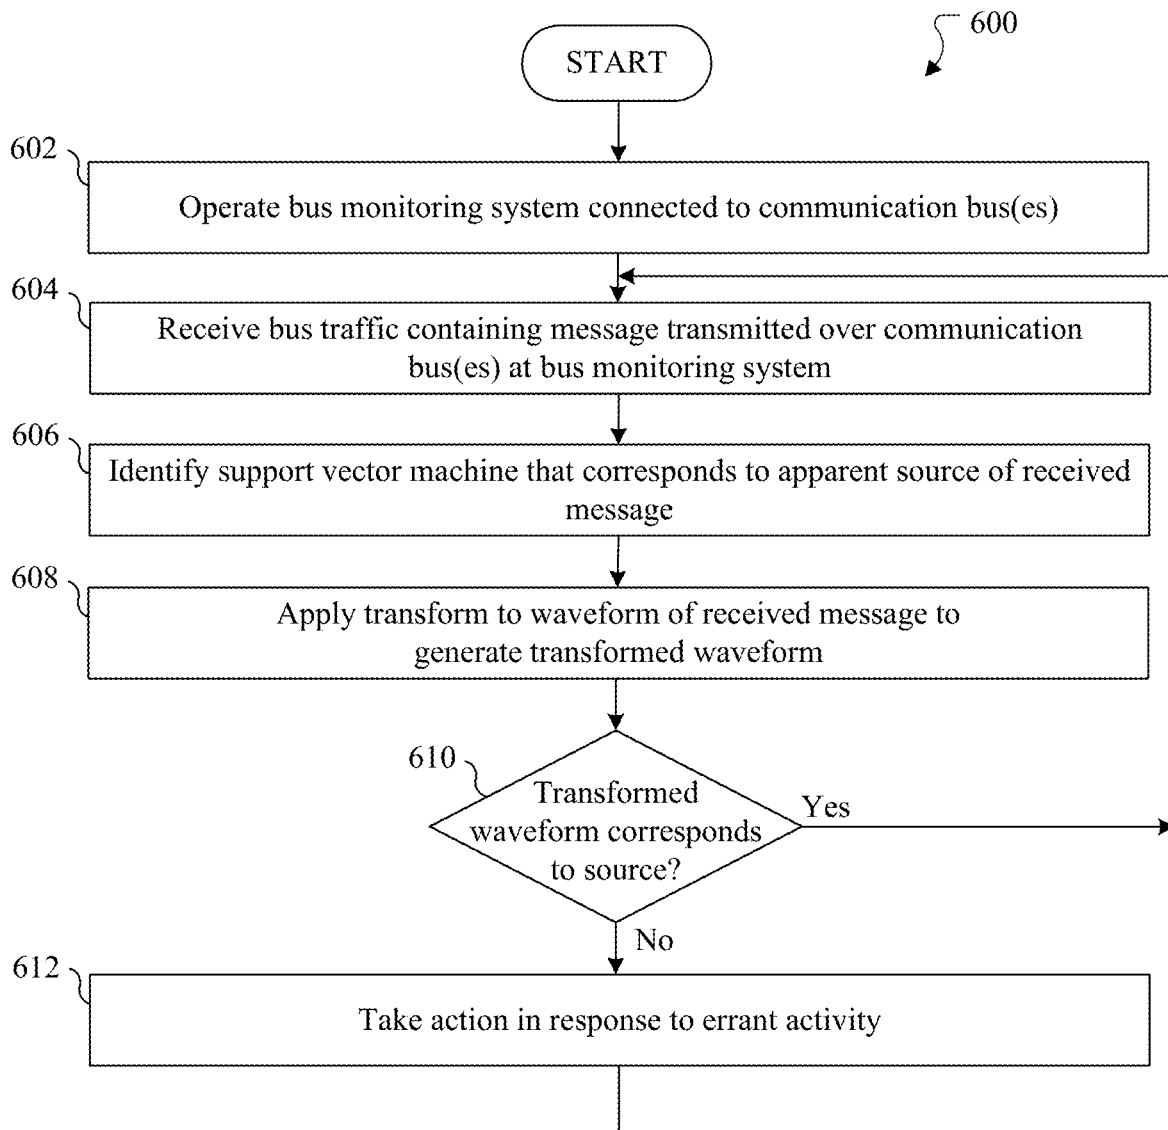 600
START
602
Operate bus monitoring system connected to communication bus(es)
604
Receive bus traffic containing message transmitted over communication
bus(es) at bus monitoring system
606
Identify support vector machine that corresponds to apparent source of received
message
608
Apply transform to waveform of received message to
generate transformed waveform
610
Transformed
waveform corresponds
to source?
Yes
No
612
Take action in response to errant activity